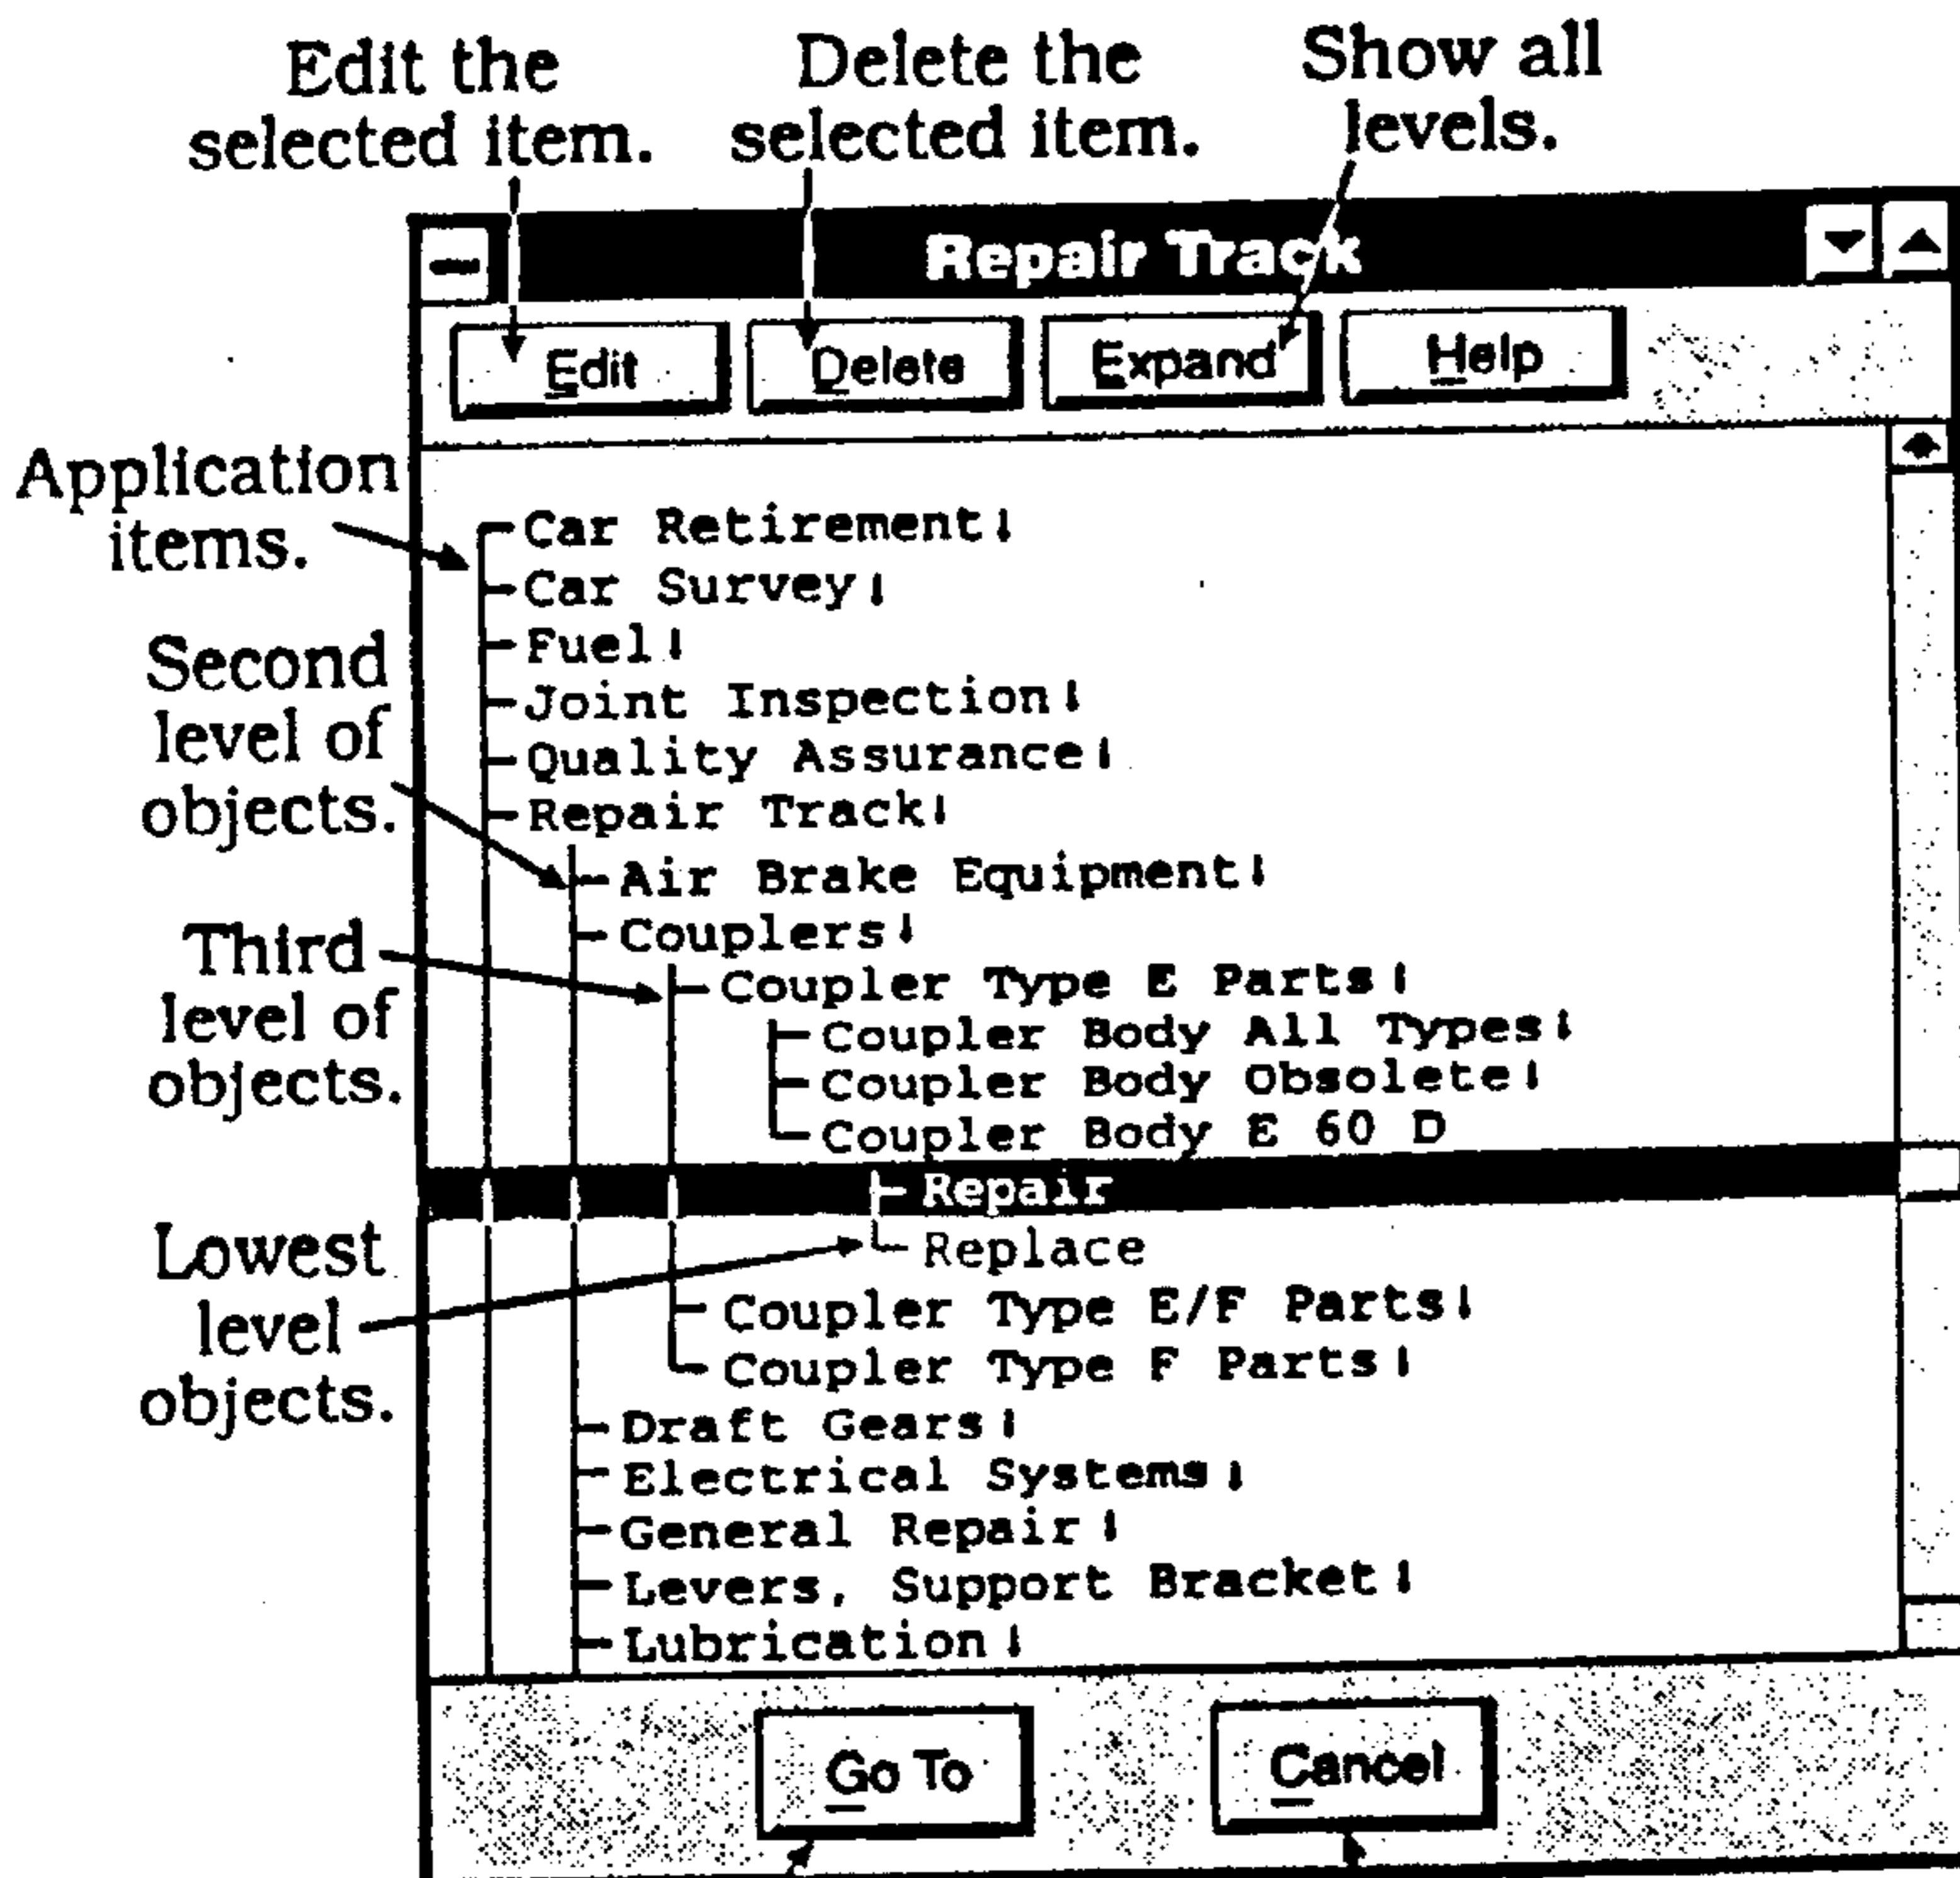 Edit the
selected item.
Delete the
selected item.
Show all
levels.
Repair Track
Edit Delete Expand Help
Application
items.
Car Retirement↓
Car Survey↓
Fuel↓
Joint Inspection↓
Quality Assurance↓
Repair Track↓
Second
level of
objects.
Air Brake Equipment↓
Couplers↓
Third
level of
objects.
Coupler Type E Parts↓
Coupler Body All Types↓
Coupler Body Obsolete↓
Coupler Body E 60 D
Repair
Replace
Lowest
level
objects.
Coupler Type E/F Parts↓
Coupler Type F Parts↓
Draft Gears↓
Electrical Systems↓
General Repair↓
Levers, Support Bracket↓
Lubrication↓
Go To Cancel